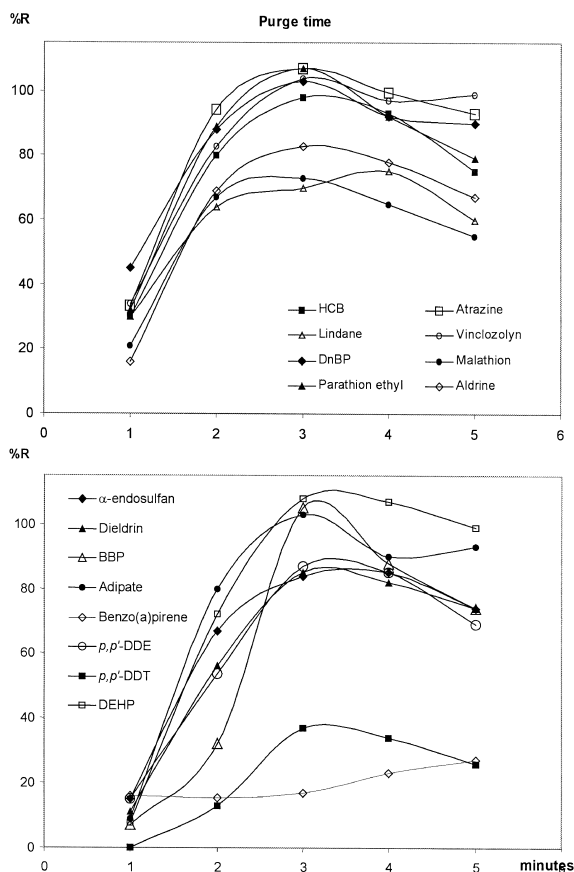 %R
Purge time
100
80
60
40
20
0
HCB
Atrazine
Lindane
Vinclozolyn
DnBP
Malathion
Parathion ethyl
Aldrine
0 1 2 3 4 5 6
%R
α-endosulfan
Dieldrin
BBP
Adipate
Benzo(a)pirene
p,p'-DDE
p,p'-DDT
DEHP
100
80
60
40
20
0
0 1 2 3 4 5
minutes